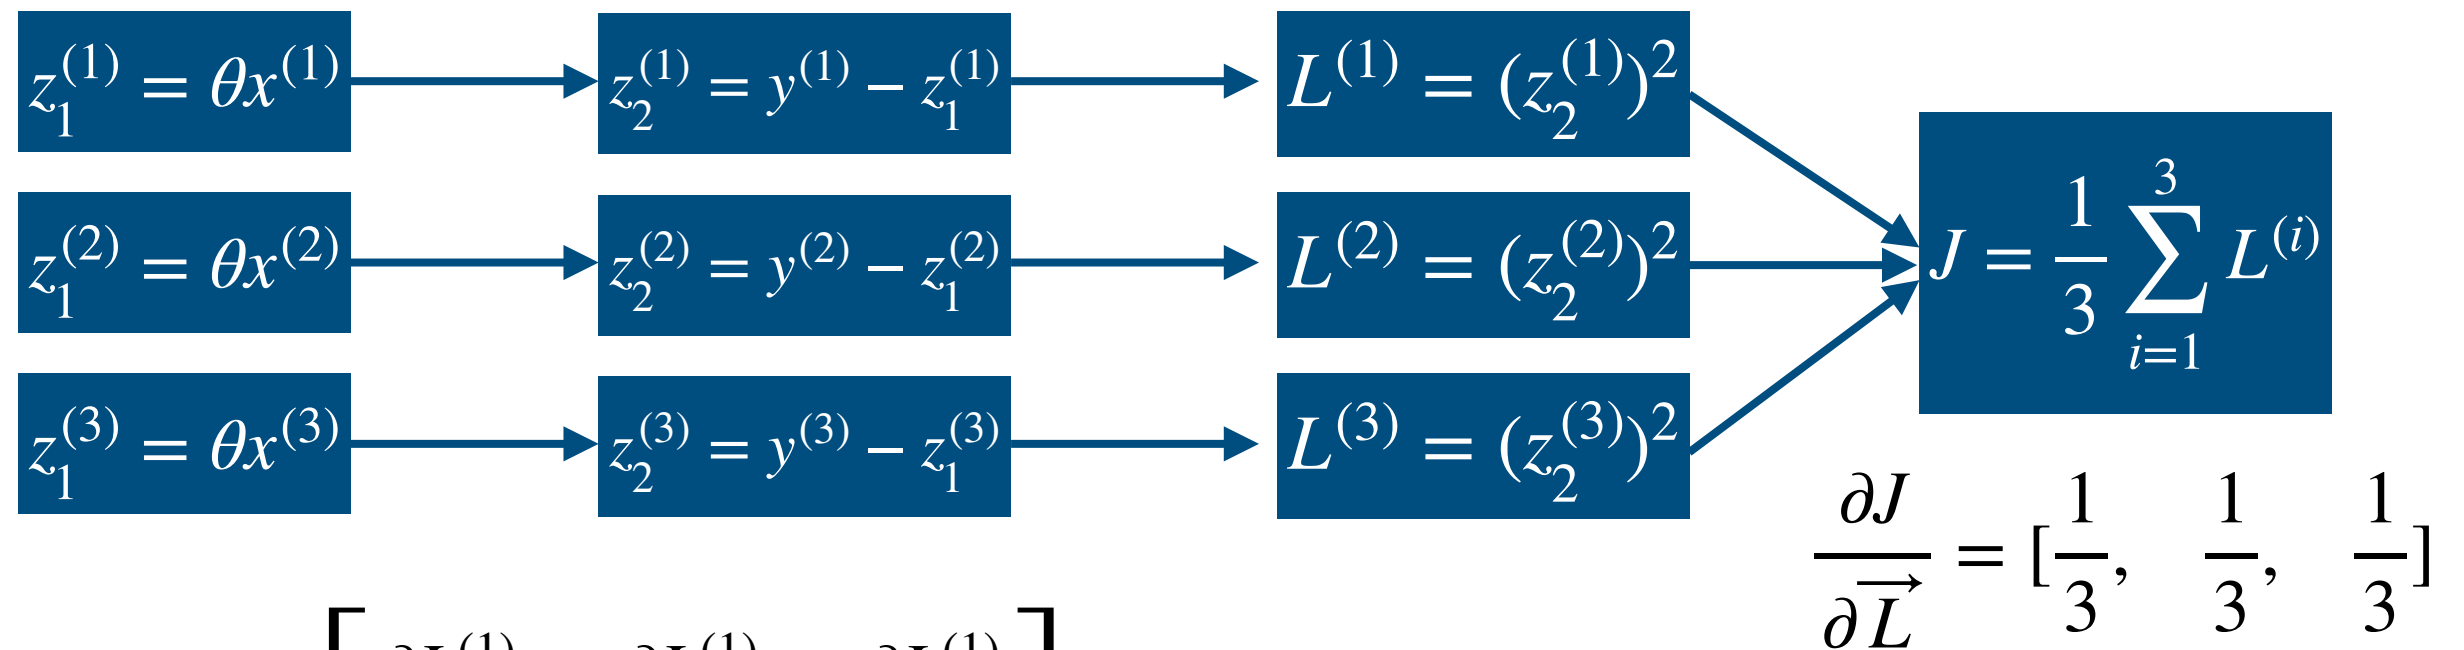 z_1^{(1)} = θx^{(1)}
z_2^{(1)} = y^{(1)} − z_1^{(1)}
L^{(1)} = (z_2^{(1)})^2
z_1^{(2)} = θx^{(2)}
z_2^{(2)} = y^{(2)} − z_1^{(2)}
L^{(2)} = (z_2^{(2)})^2
z_1^{(3)} = θx^{(3)}
z_2^{(3)} = y^{(3)} − z_1^{(3)}
L^{(3)} = (z_2^{(3)})^2
J = \frac{1}{3} \sum_{i=1}^{3} L^{(i)}
\frac{∂J}{∂\vec{L}} = [\frac{1}{3}, \frac{1}{3}, \frac{1}{3}]